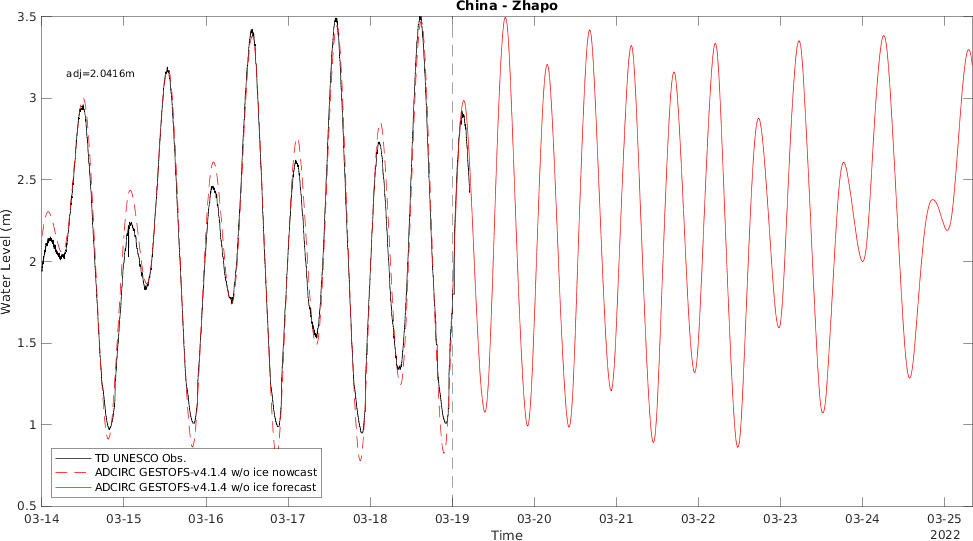 China - Zhapo
3.5
adj=2.0416m
3
2.5
2
1.5
1
0.5
Water Level (m)
TD UNESCO Obs.
ADCIRC GESTOFS-v4.1.4 w/o ice nowcast
ADCIRC GESTOFS-v4.1.4 w/o ice forecast
03-14 03-15 03-16 03-17 03-18 03-19 03-20 03-21 03-22 03-23 03-24 03-25
Time
2022